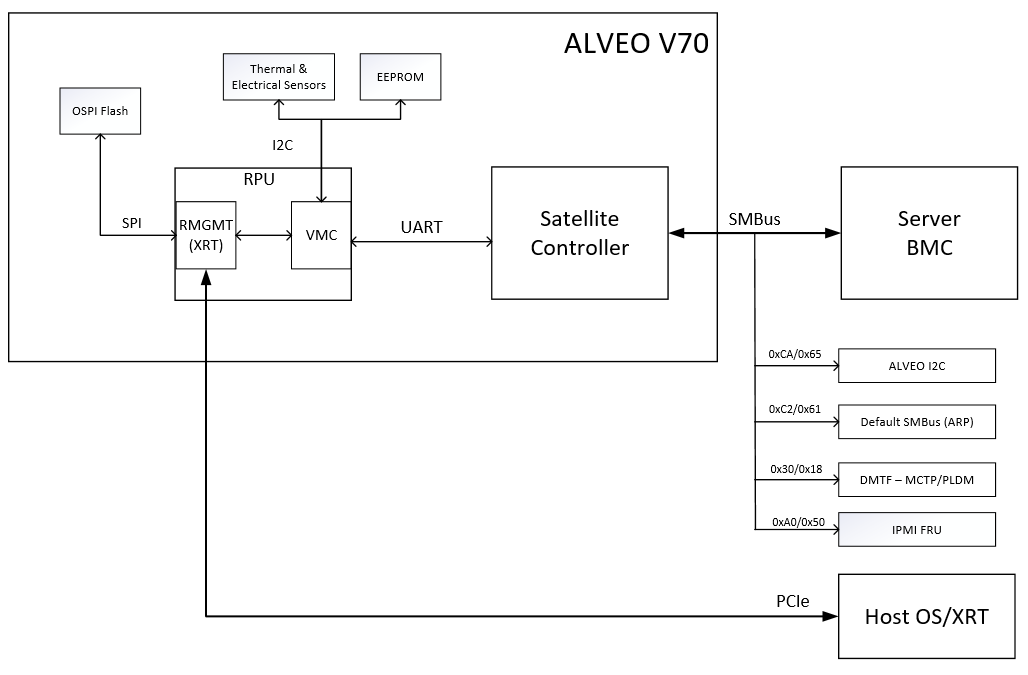 ALVEO V70
Thermal &
Electrical Sensors
EEPROM
OSPI Flash
I2C
RPU
SPI
RMGMT
(XRT)
VMC
UART
Satellite
Controller
SMBus
Server
BMC
0xCA/0x65
ALVEO I2C
0xC2/0x61
Default SMBus (ARP)
0x30/0x18
DMTF – MCTP/PLDM
0xA0/0x50
IPMI FRU
PCIe
Host OS/XRT